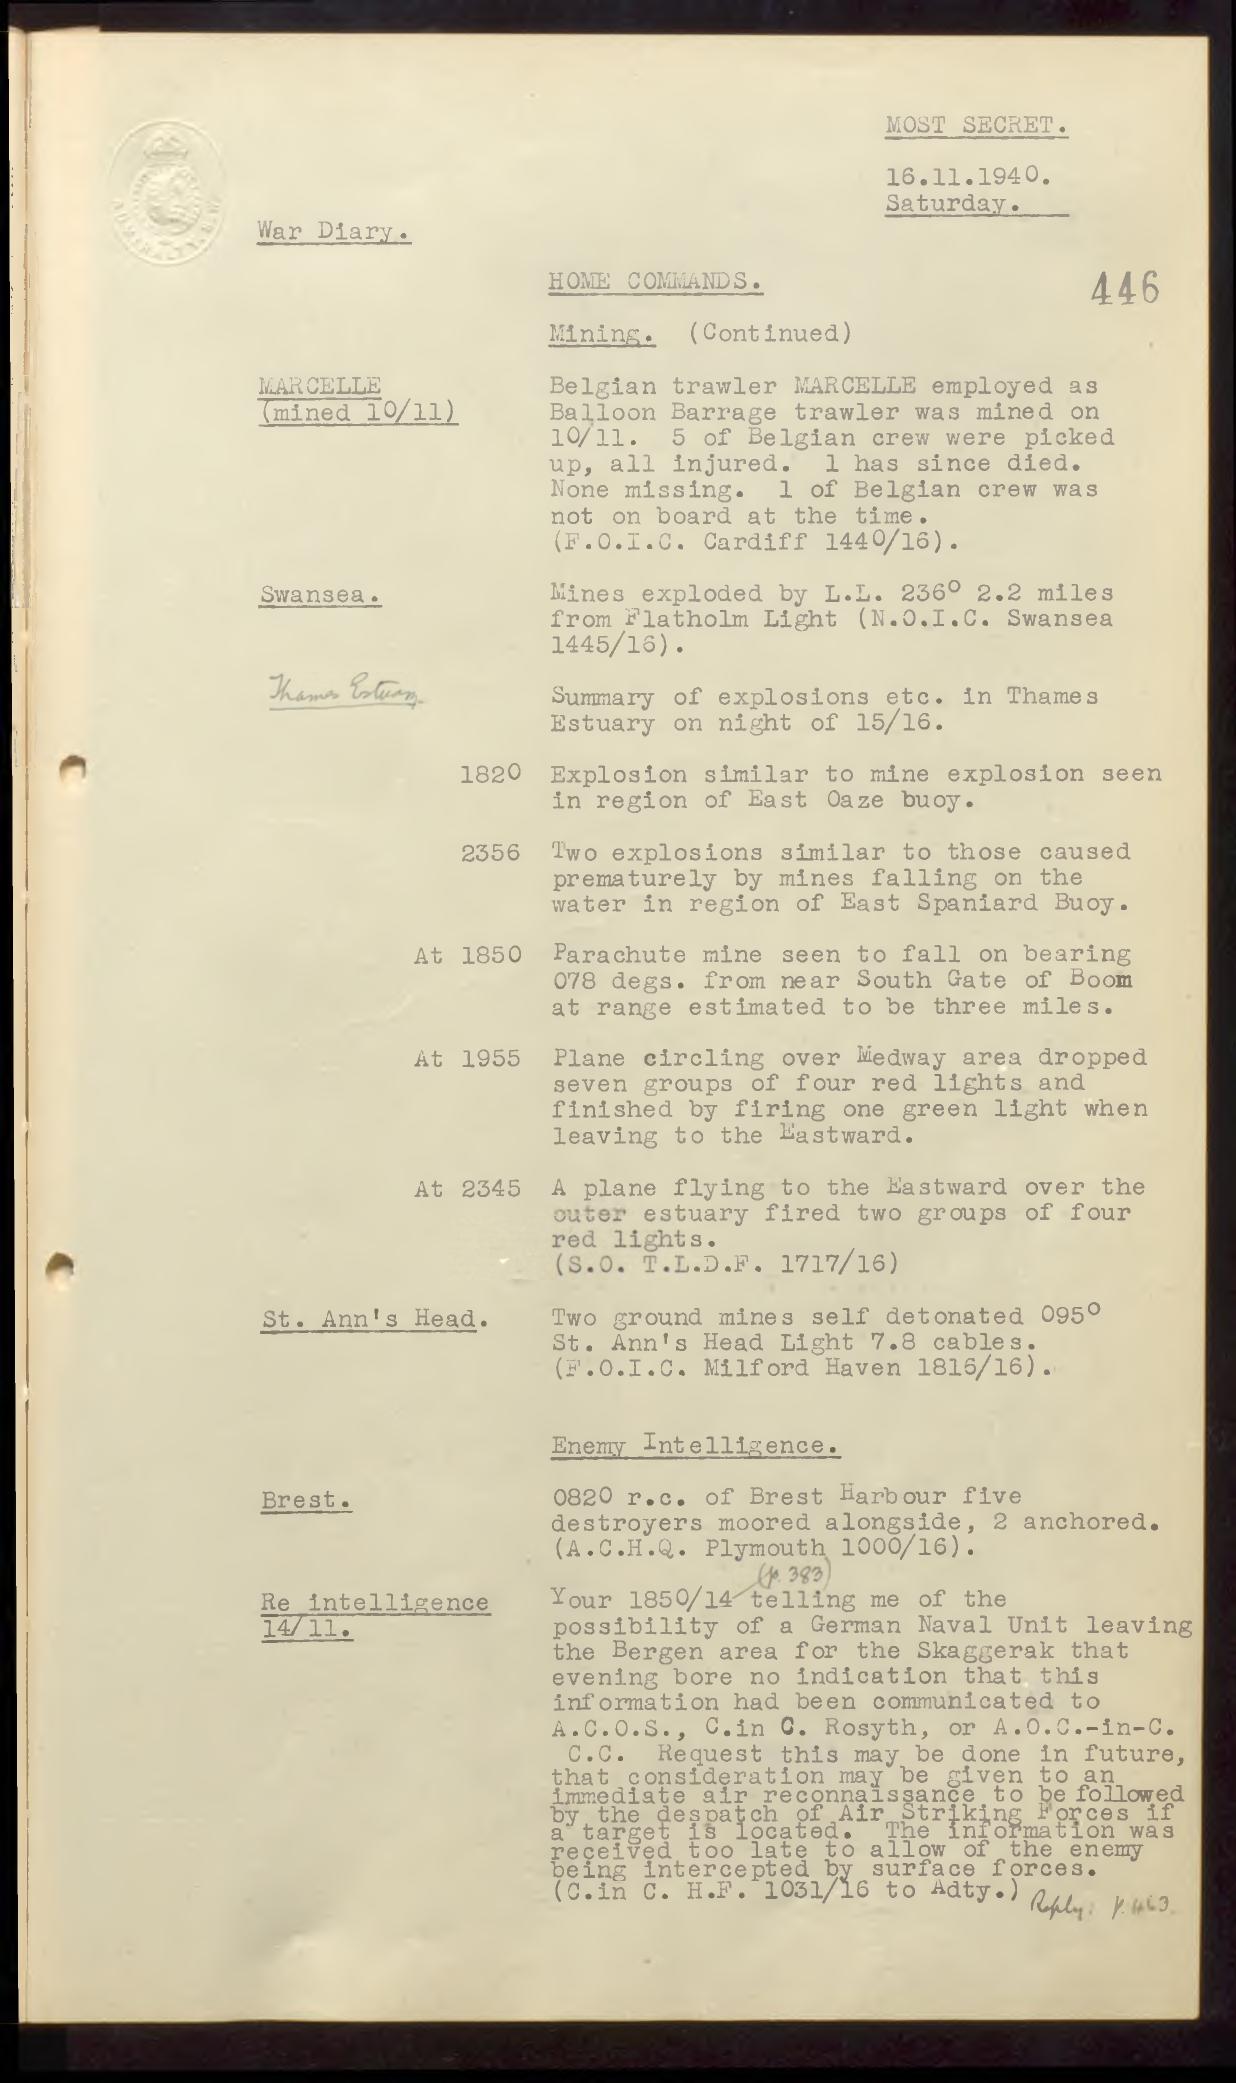 MOST SECRET.
16.11.1940.
Saturday.
War Diary.
HOME COMMANDS.
446
Mining. (Continued)
MARCELLE
(mined 10/11)
Belgian trawler MARCELLE employed as
Balloon Barrage trawler was mined on
10/11. 5 of Belgian crew were picked
up, all injured. 1 has since died.
None missing. 1 of Belgian crew was
not on board at the time.
(F.O.I.C. Cardiff 1440/16).
Swansea.
Mines exploded by L.L. 236° 2.2 miles
from Flatholm Light (N.O.I.C. Swansea
1445/16).
Thames Estuary.
Summary of explosions etc. in Thames
Estuary on night of 15/16.
1820 Explosion similar to mine explosion seen
in region of East Oaze buoy.
2356 Two explosions similar to those caused
prematurely by mines falling on the
water in region of East Spaniard Buoy.
At 1850 Parachute mine seen to fall on bearing
078 degs. from near South Gate of Boom
at range estimated to be three miles.
At 1955 Plane circling over Medway area dropped
seven groups of four red lights and
finished by firing one green light when
leaving to the Eastward.
At 2345 A plane flying to the Eastward over the
outer estuary fired two groups of four
red lights.
(S.O. T.L.D.F. 1717/16)
St. Ann's Head.
Two ground mines self detonated 095°
St. Ann's Head Light 7.8 cables.
(F.O.I.C. Milford Haven 1815/16).
Enemy Intelligence.
Brest.
0820 r.c. of Brest Harbour five
destroyers moored alongside, 2 anchored.
(A.C.H.Q. Plymouth 1000/16).
(p. 383)
Re intelligence
14/11.
Your 1850/14 telling me of the
possibility of a German Naval Unit leaving
the Bergen area for the Skaggerak that
evening bore no indication that this
information had been communicated to
A.C.O.S., C.in C. Rosyth, or A.O.C.-in-C.
C.C. Request this may be done in future,
that consideration may be given to an
immediate air reconnaissance to be followed
by the despatch of Air Striking Forces if
a target is located. The information was
received too late to allow of the enemy
being intercepted by surface forces.
(C.in C. H.F. 1031/16 to Adty.)
Reply: p. 463.